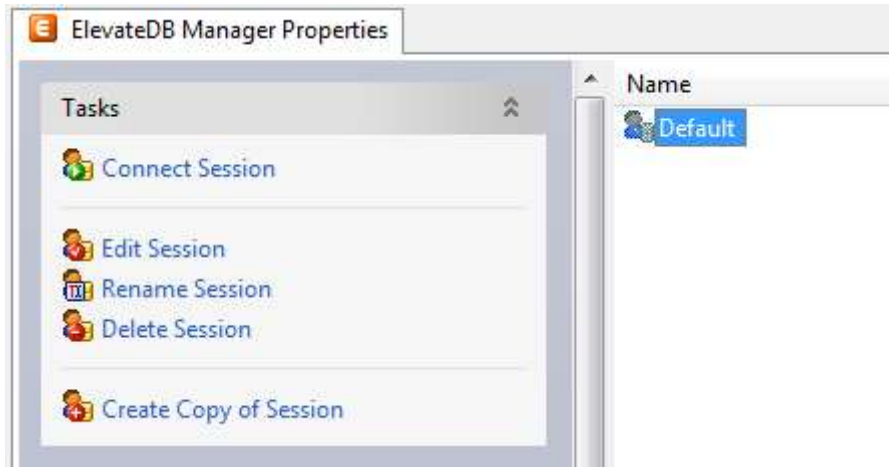 ElevateDB Manager Properties
Tasks
Connect Session
Edit Session
Rename Session
Delete Session
Create Copy of Session
Name
Default